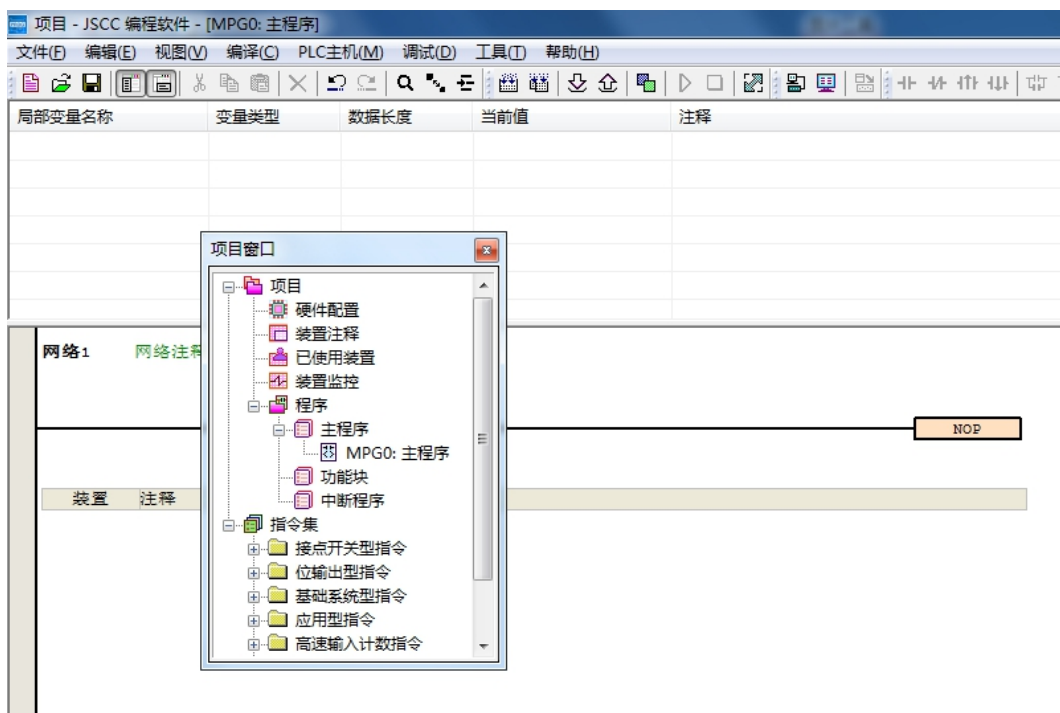 项目 - JSCC 编程软件 - [MPG0: 主程序]
文件(F) 编辑(E) 视图(V) 编译(C) PLC主机(M) 调试(D) 工具(T) 帮助(H)
局部变量名称 变量类型 数据长度 当前值 注释
项目窗口
项目
硬件配置
装置注释
已使用装置
装置监控
程序
主程序
MPG0: 主程序
功能块
中断程序
指令集
接点开关型指令
位输出型指令
基础系统型指令
应用型指令
高速输入计数指令
网络1 网络注释
NOP
装置 注释